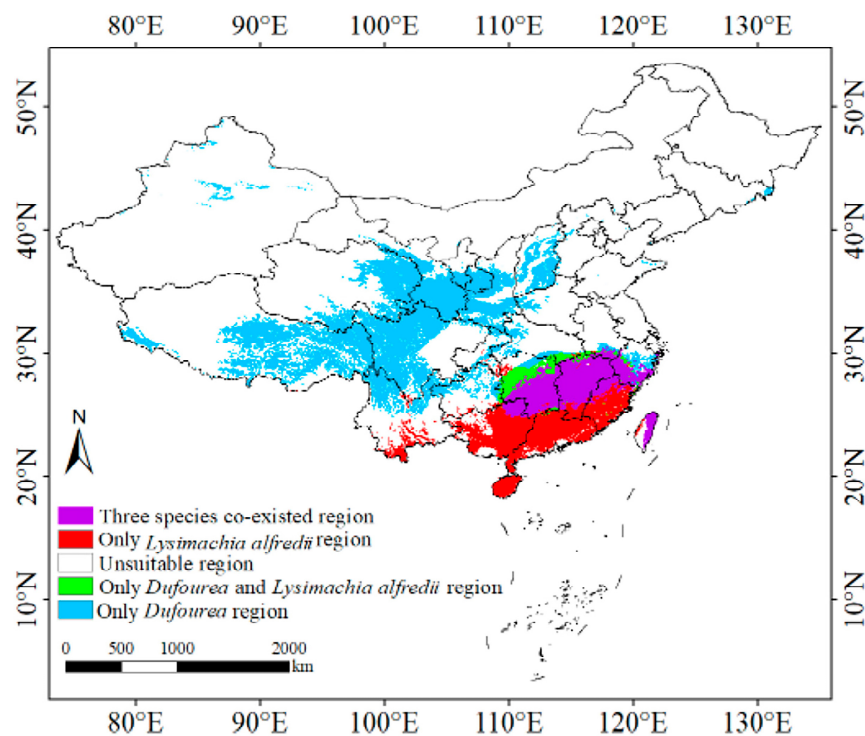 80°E 90°E 100°E 110°E 120°E 130°E
50°N 50°N
40°N 40°N
30°N 30°N
N
20°N 20°N
Three species co-existed region
Only Lysimachia alfredii region
Unsuitable region
Only Dufourea and Lysimachia alfredii region
10°N 10°N
Only Dufourea region
0 500 1000 2000
km
80°E 90°E 100°E 110°E 120°E 130°E